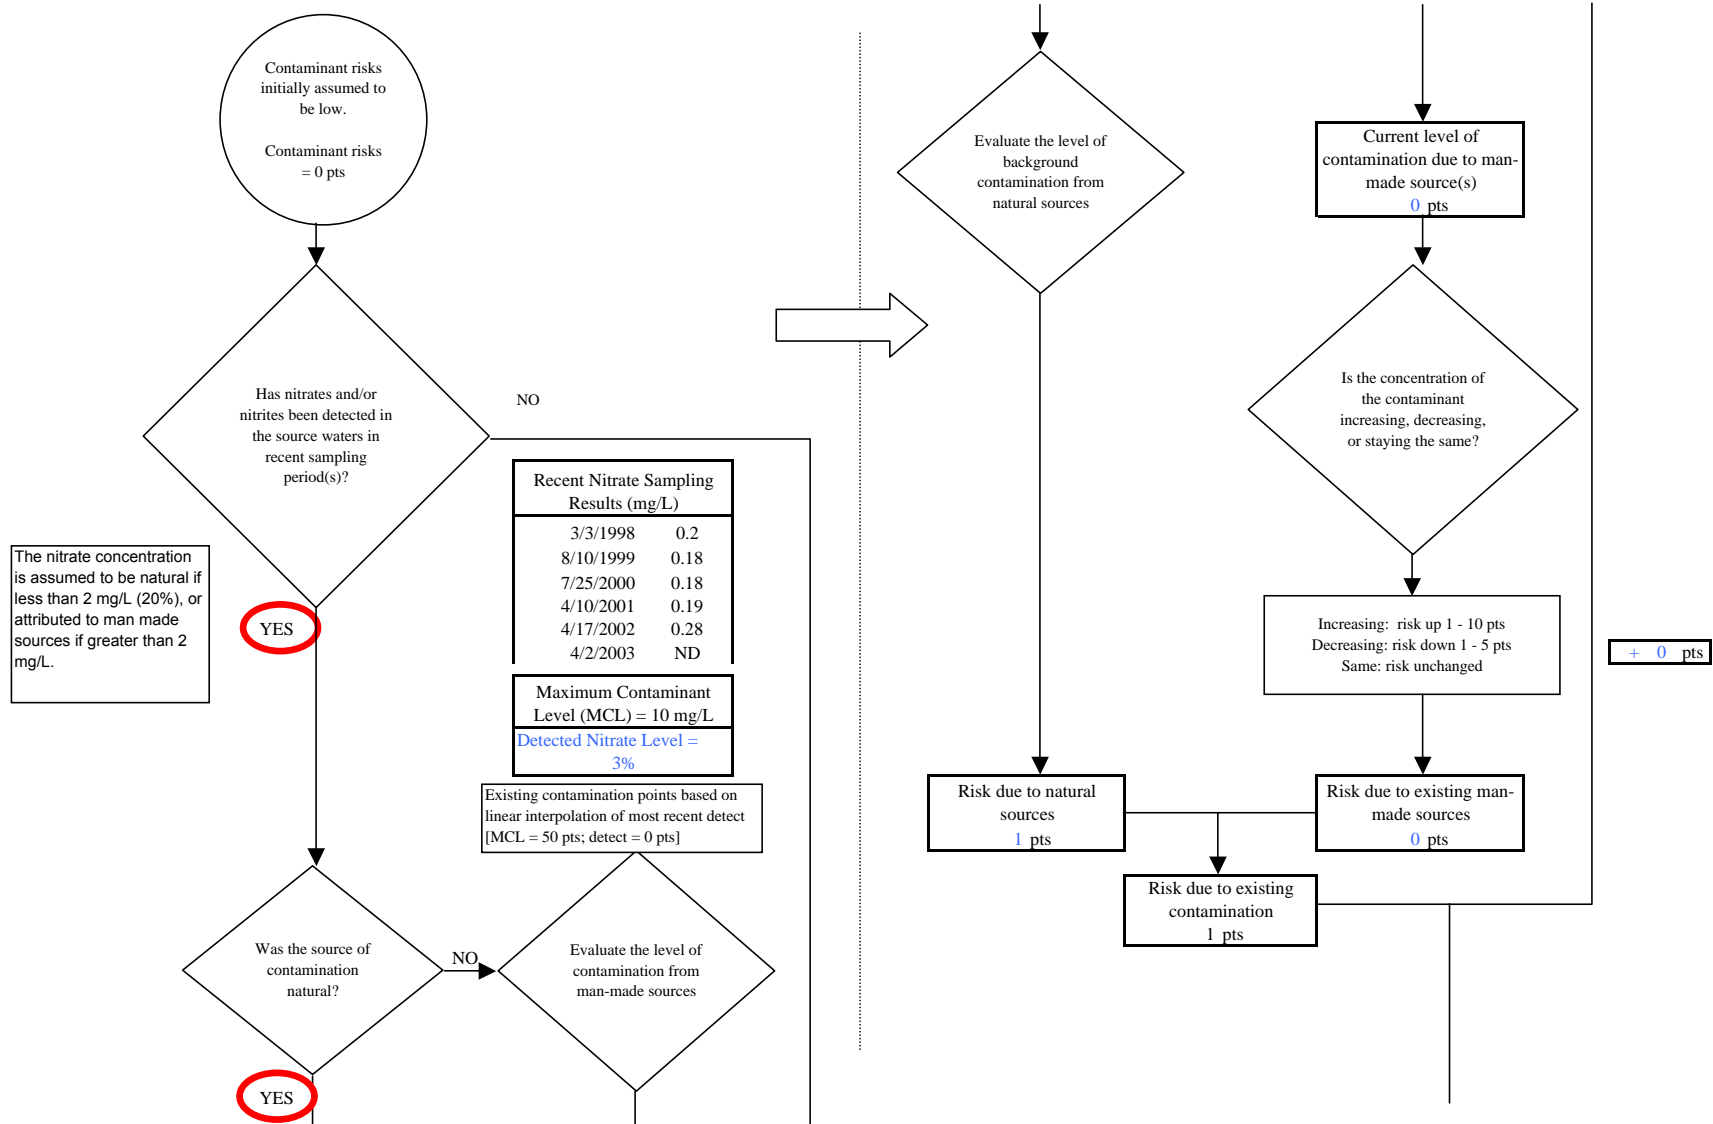 Contaminant risks
initially assumed to
be low.
Contaminant risks
= 0 pts
Has nitrates and/or
nitrites been detected in
the source waters in
recent sampling
period(s)?
NO
Recent Nitrate Sampling
Results (mg/L)
3/3/1998 0.2
8/10/1999 0.18
7/25/2000 0.18
4/10/2001 0.19
4/17/2002 0.28
4/2/2003 ND
The nitrate concentration
is assumed to be natural if
less than 2 mg/L (20%), or
attributed to man made
sources if greater than 2
mg/L.
YES
Maximum Contaminant
Level (MCL) = 10 mg/L
Detected Nitrate Level =
3%
Existing contamination points based on
linear interpolation of most recent detect
[MCL = 50 pts; detect = 0 pts]
Was the source of
contamination
natural?
NO
Evaluate the level of
contamination from
man-made sources
YES
Evaluate the level of
background
contamination from
natural sources
Current level of
contamination due to man-
made source(s)
0 pts
Is the concentration of
the contaminant
increasing, decreasing,
or staying the same?
Increasing: risk up 1 - 10 pts
Decreasing: risk down 1 - 5 pts
Same: risk unchanged
+ 0 pts
Risk due to natural
sources
1 pts
Risk due to existing man-
made sources
0 pts
Risk due to existing
contamination
1 pts